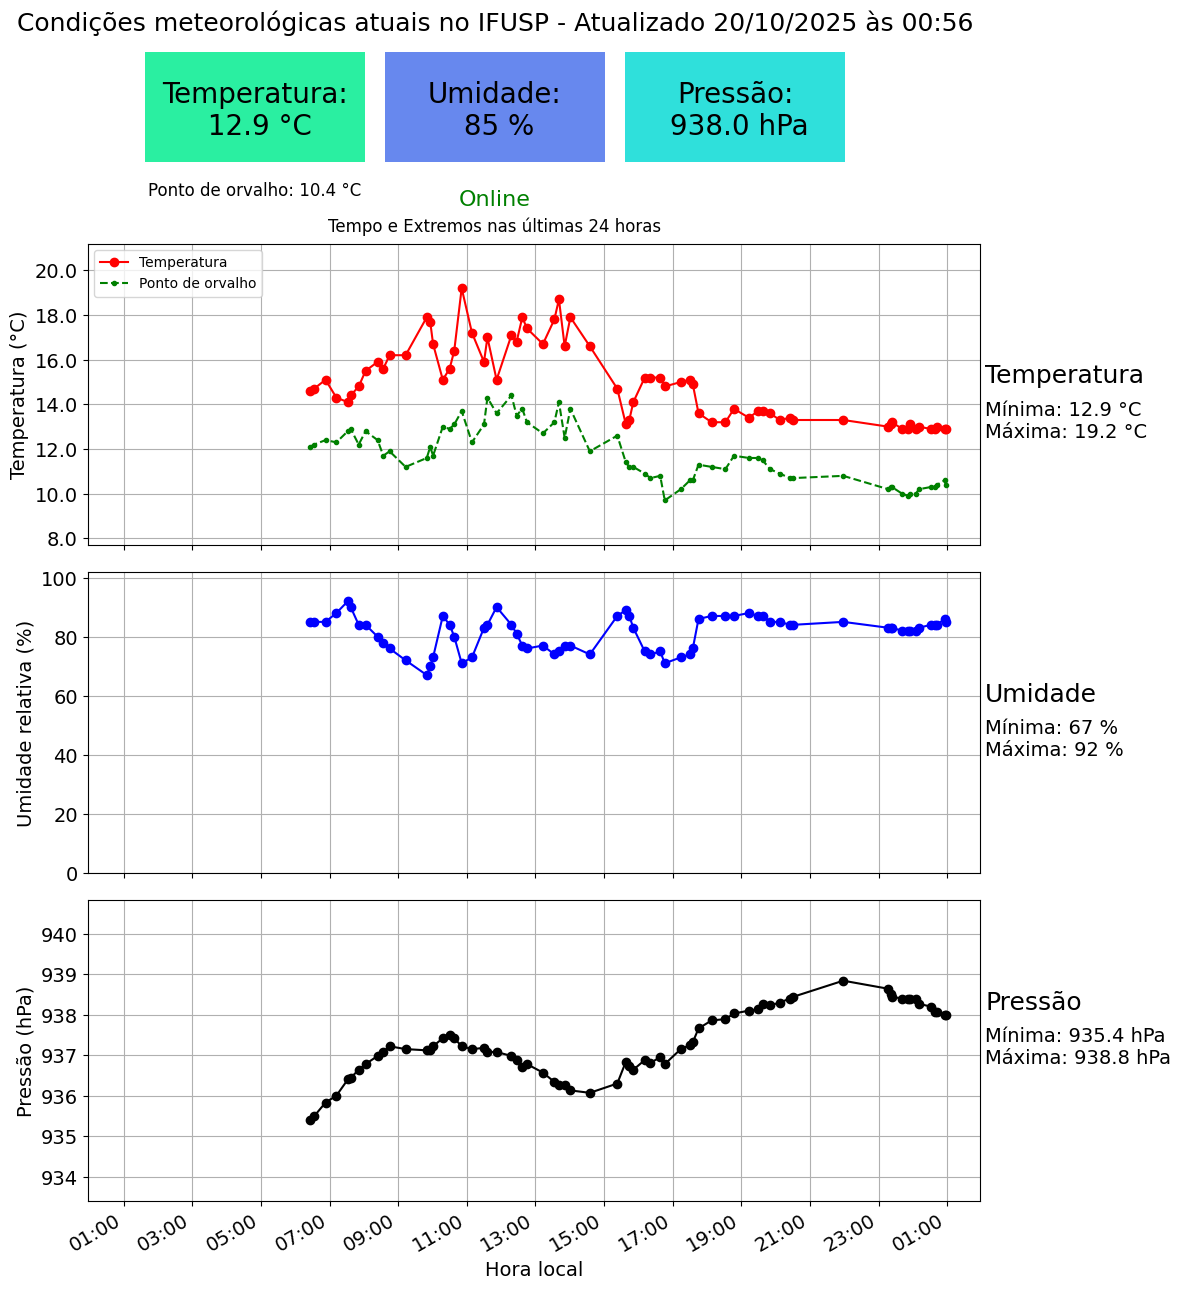 Condições meteorológicas atuais no IFUSP - Atualizado 20/10/2025 às 00:56
Temperatura:
12.9 °C
Umidade:
85 %
Pressão:
938.0 hPa
Ponto de orvalho: 10.4 °C
Online
Tempo e Extremos nas últimas 24 horas
Temperatura
Ponto de orvalho
Temperatura (°C)
20.0
18.0
16.0
14.0
12.0
10.0
8.0
Temperatura
Mínima: 12.9 °C
Máxima: 19.2 °C
Umidade relativa (%)
100
80
60
40
20
0
Umidade
Mínima: 67 %
Máxima: 92 %
Pressão (hPa)
940
939
938
937
936
935
934
Pressão
Mínima: 935.4 hPa
Máxima: 938.8 hPa
01:00 03:00 05:00 07:00 09:00 11:00 13:00 15:00 17:00 19:00 21:00 23:00 01:00
Hora local